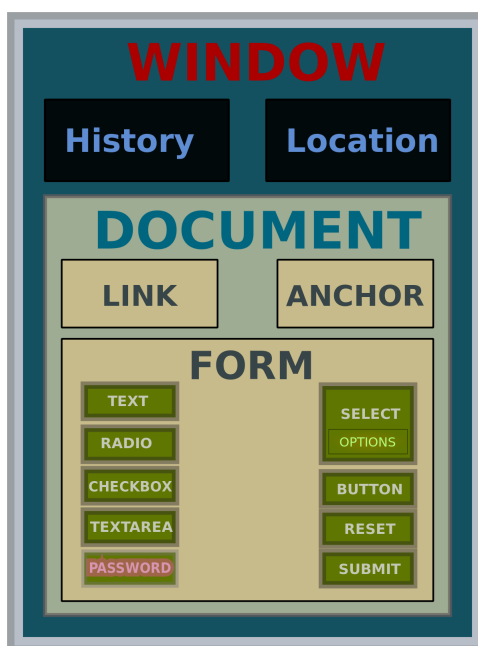 WINDOW
History
Location
DOCUMENT
LINK
ANCHOR
FORM
TEXT
RADIO
CHECKBOX
TEXTAREA
PASSWORD
SELECT
OPTIONS
BUTTON
RESET
SUBMIT